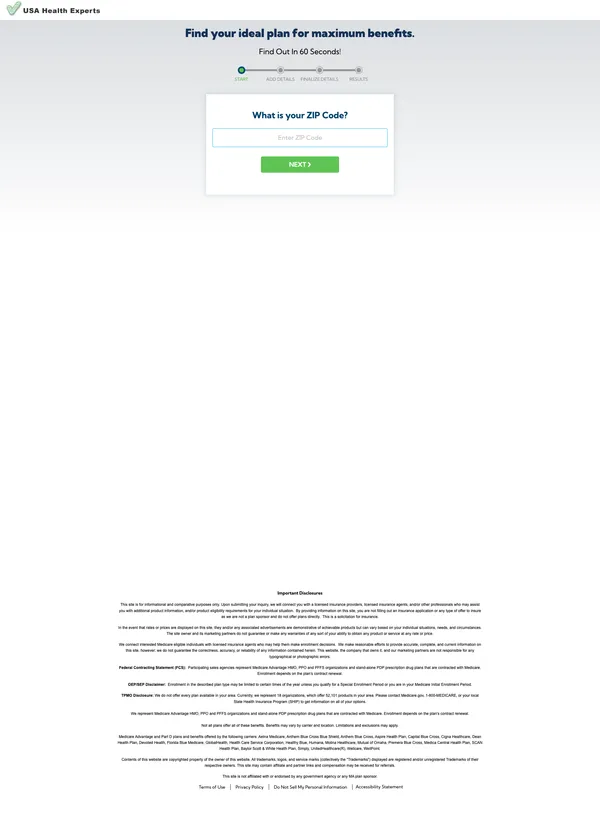 USA Health Experts
Find your ideal plan for maximum benefits.
Find Out In 60 Seconds!
START ADD DETAILS FINALIZE DETAILS RESULTS
What is your ZIP Code?
Enter ZIP Code
NEXT
Important Disclosures
This site is for informational and comparative purposes only. Upon submitting your inquiry, we will connect you with a licensed insurance providers, licensed insurance agents, and/or other professionals who may assist
you with additional product information, and/or product eligibility requirements for your individual situation. By providing information on this site, you are not filling out an insurance application or any type of offer to insure
as we are not a plan sponsor and do not offer plans directly. This is a solicitation for insurance.
In the event that rates or prices are displayed on this site, they and/or any associated advertisements are demonstrative of achievable products but can vary based on your individual situations, needs, and circumstances.
The site owner and its marketing partners do not guarantee or make any warranties of any sort of your ability to obtain any product or service at any rate or price.
We connect interested Medicare eligible individuals with licensed insurance agents who may help them make enrollment decisions. We make reasonable efforts to provide accurate, complete, and current information on
this site, however, we do not guarantee the correctness, accuracy, or reliability of any information contained herein. This website, the company that owns it, and our marketing partners are not responsible for any
typographical or photographic errors.
Federal Contracting Statement (FCS): Participating sales agencies represent Medicare Advantage HMO, PPO and PFFS organizations and stand-alone PDP prescription drug plans that are contracted with Medicare.
Enrollment depends on the plan's contract renewal.
OEP/SEP Disclaimer: Enrollment in the described plan type may be limited to certain times of the year unless you qualify for a Special Enrollment Period or you are in your Medicare Initial Enrollment Period.
TPMO Disclosure: We do not offer every plan available in your area. Currently, we represent 18 organizations, which offer 52,101 products in your area. Please contact Medicare.gov, 1-800-MEDICARE, or your local
State Health Insurance Program (SHIP) to get information on all of your options.
We represent Medicare Advantage HMO, PPO and PFFS organizations and stand-alone PDP prescription drug plans that are contracted with Medicare. Enrollment depends on the plan's contract renewal.
Not all plans offer all of these benefits. Benefits may vary by carrier and location. Limitations and exclusions may apply.
Medicare Advantage and Part D plans and benefits offered by the following carriers: Aetna Medicare, Anthem Blue Cross Blue Shield, Anthem Blue Cross, Aspire Health Plan, Capital Blue Cross, Cigna Healthcare, Dean
Health Plan, Devoted Health, Florida Blue Medicare, GlobalHealth, Health Care Service Corporation, Healthy Blue, Humana, Molina Healthcare, Mutual of Omaha, Premera Blue Cross, Medica Central Health Plan, SCAN
Health Plan, Baylor Scott & White Health Plan, Simply, UnitedHealthcare(R), Wellcare, WellPoint
Contents of this website are copyrighted property of the owner of this website. All trademarks, logos, and service marks (collectively the "Trademarks") displayed are registered and/or unregistered Trademarks of their
respective owners. This site may contain affiliate and partner links and compensation may be received for referrals.
This site is not affiliated with or endorsed by any government agency or any MA plan sponsor.
Terms of Use | Privacy Policy | Do Not Sell My Personal Information | Accessibility Statement